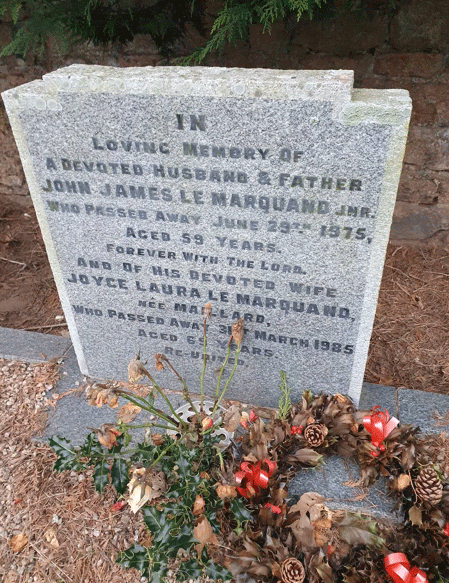 IN
LOVING MEMORY OF
A DEVOTED HUSBAND & FATHER
JOHN JAMES LE MARQUAND JNR.
WHO PASSED AWAY JUNE 29TH 1975,
AGED 59 YEARS.
FOREVER WITH THE LORD.
AND OF HIS DEVOTED WIFE
JOYCE LAURA LE MARQUAND,
NÉE
WHO PASSED AWAY MARCH 1985
AGED YEARS.
RE-UNITED.